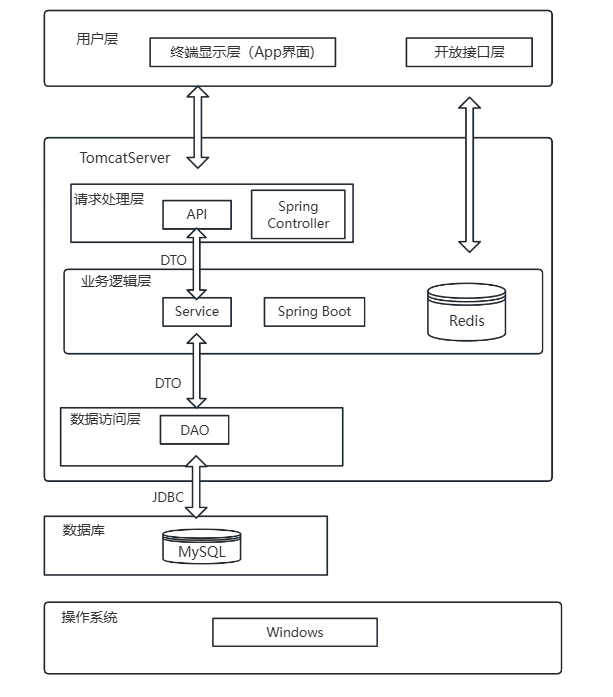 用户层
终端显示层（App界面)
开放接口层
TomcatServer
请求处理层
API
Spring
Controller
DTO
业务逻辑层
Service
Spring Boot
Redis
DTO
数据访问层
DAO
JDBC
数据库
MySQL
操作系统
Windows